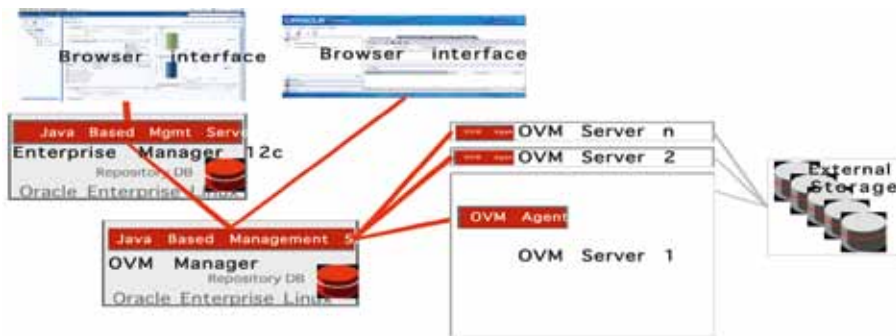 Browser interface
Browser interface
Java Based Mgmt Serve
Enterprise Manager 12c
Repository DB
Oracle Enterprise Linux
Java Based Management S
OVM Manager
Repository DB
Oracle Enterprise Linux
OVM Server n
OVM Server 2
OVM Agent
OVM Server 1
External
Storage